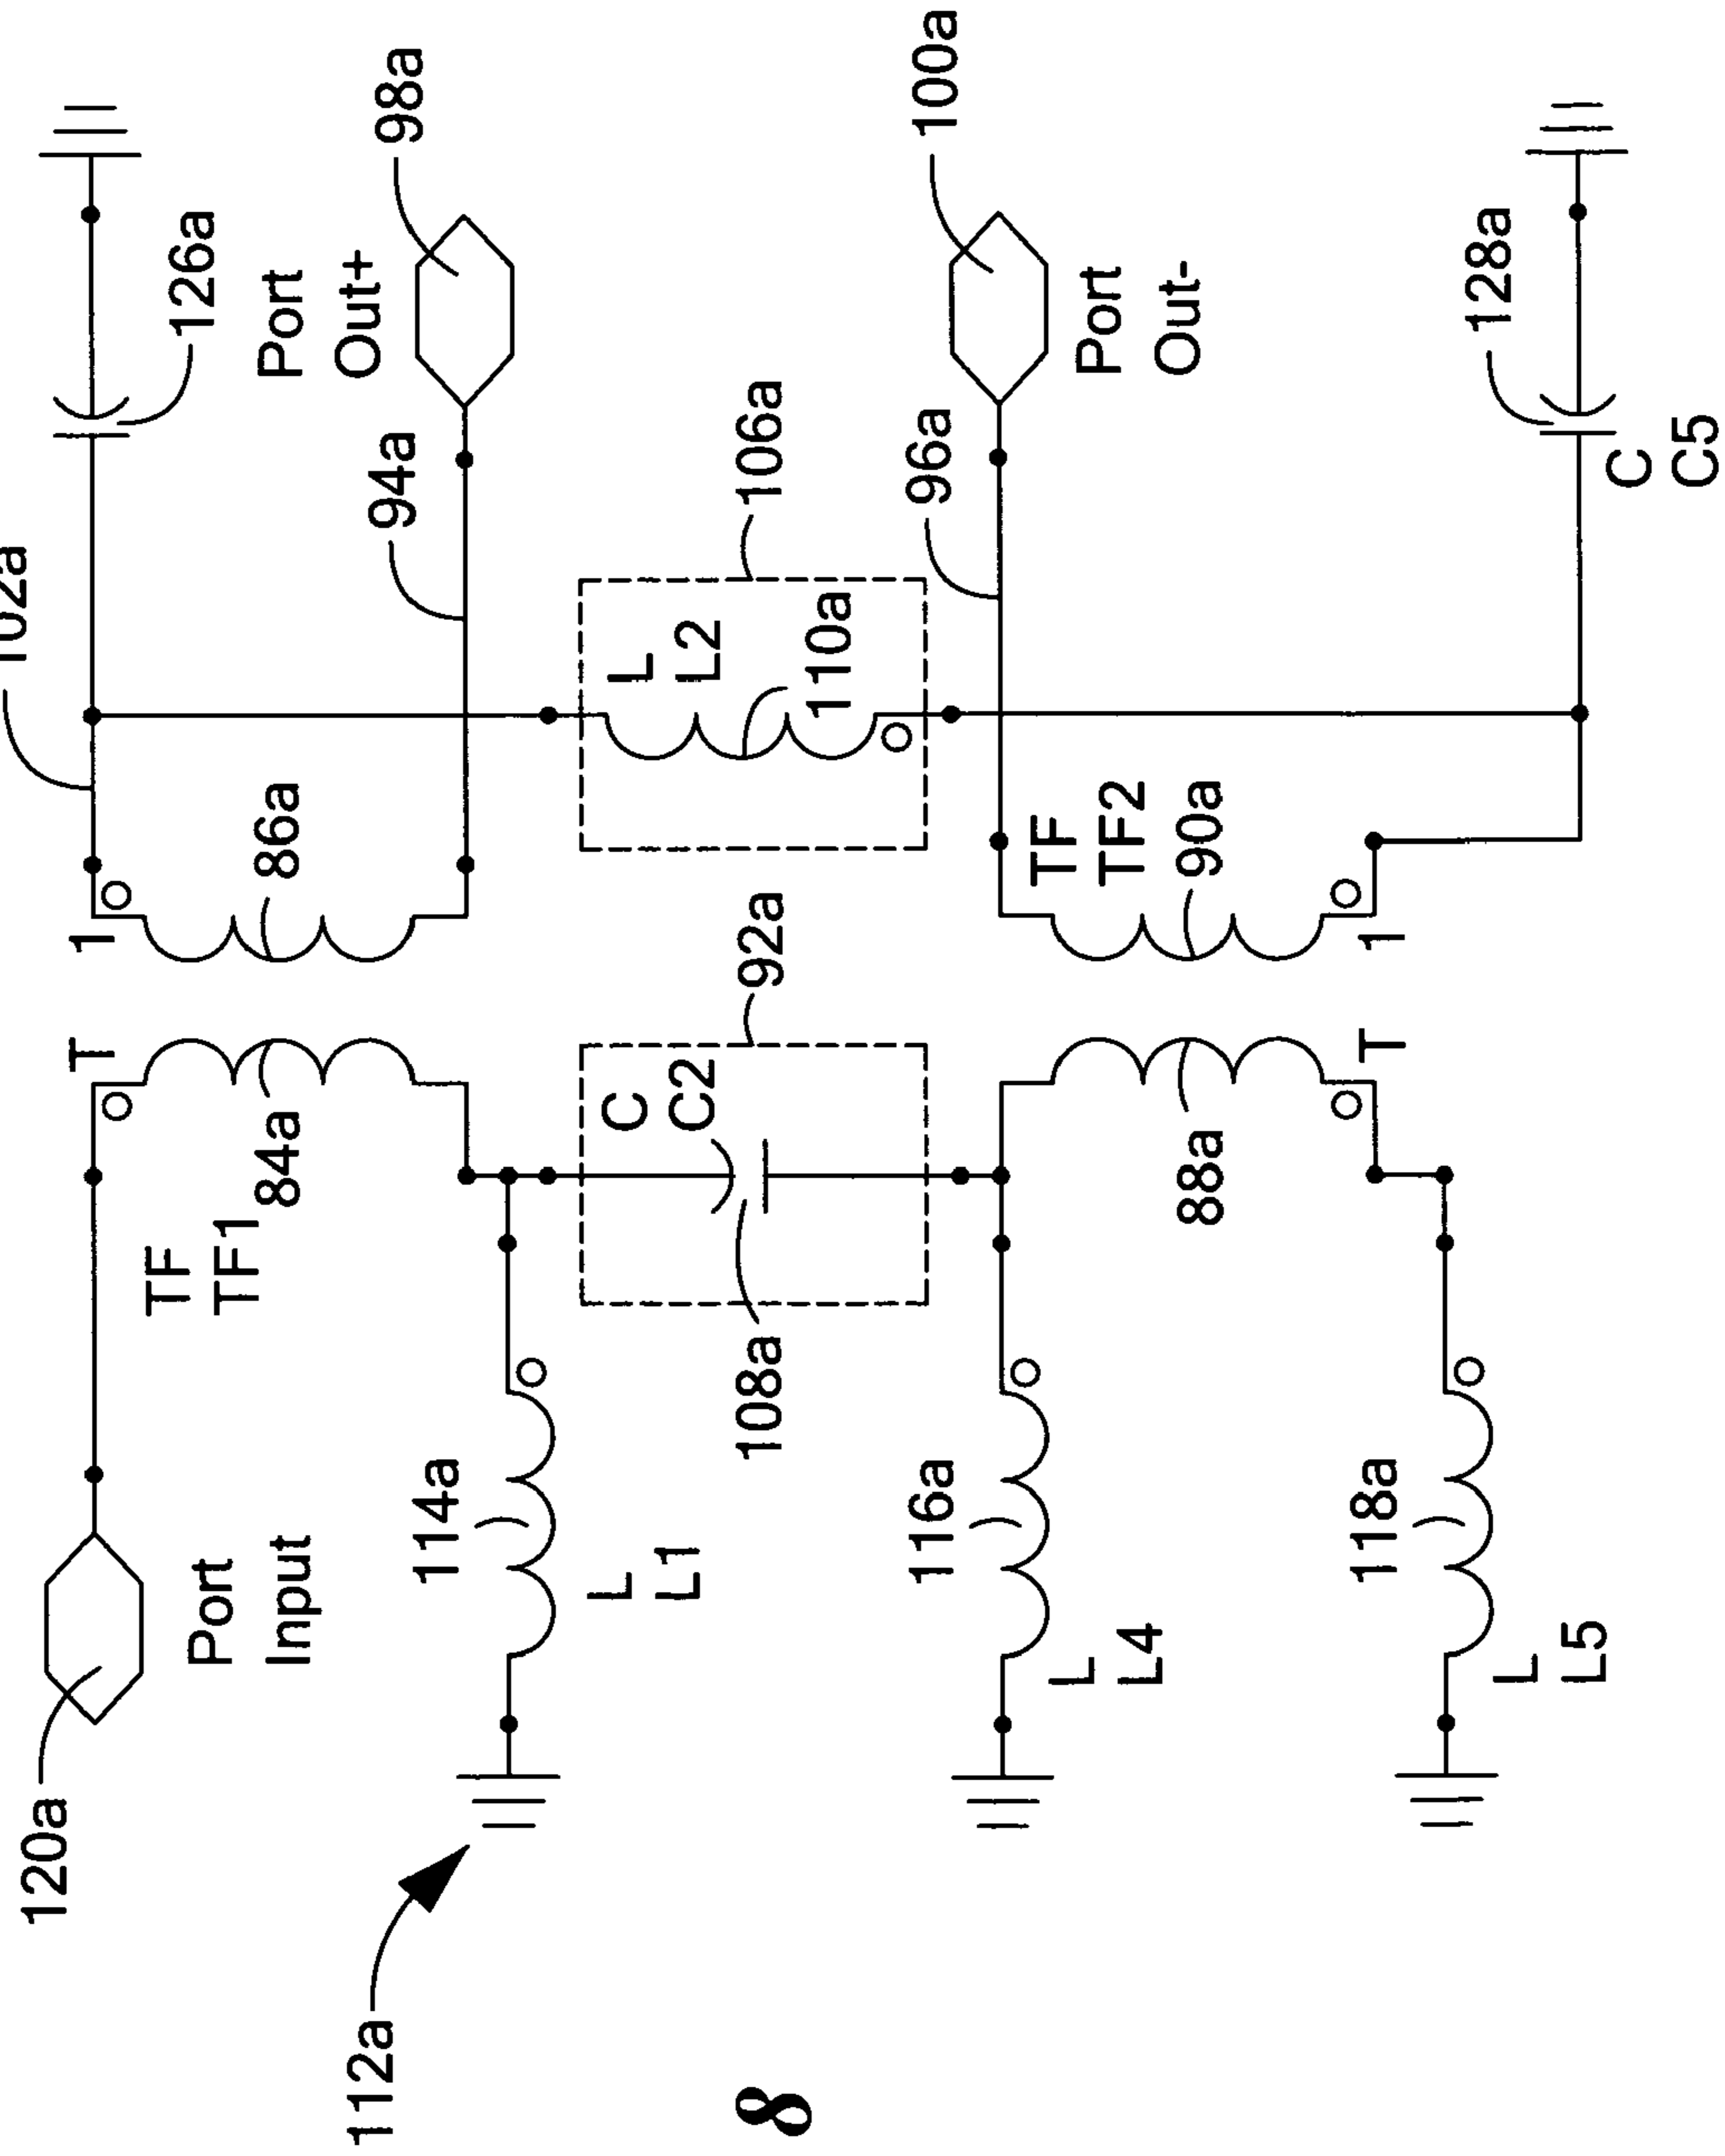 126a
Port
Out+
98a
94a
86a
1
T
TF
TF1
84a
Port
Input
120a
106a
L
L2
110a
92a
C
C2
108a
114a
L
L1
112a
100a
96a
Port
Out-
TF
TF2
90a
1
T
88a
116a
L
L4
128a
C
C5
118a
L
L5
8